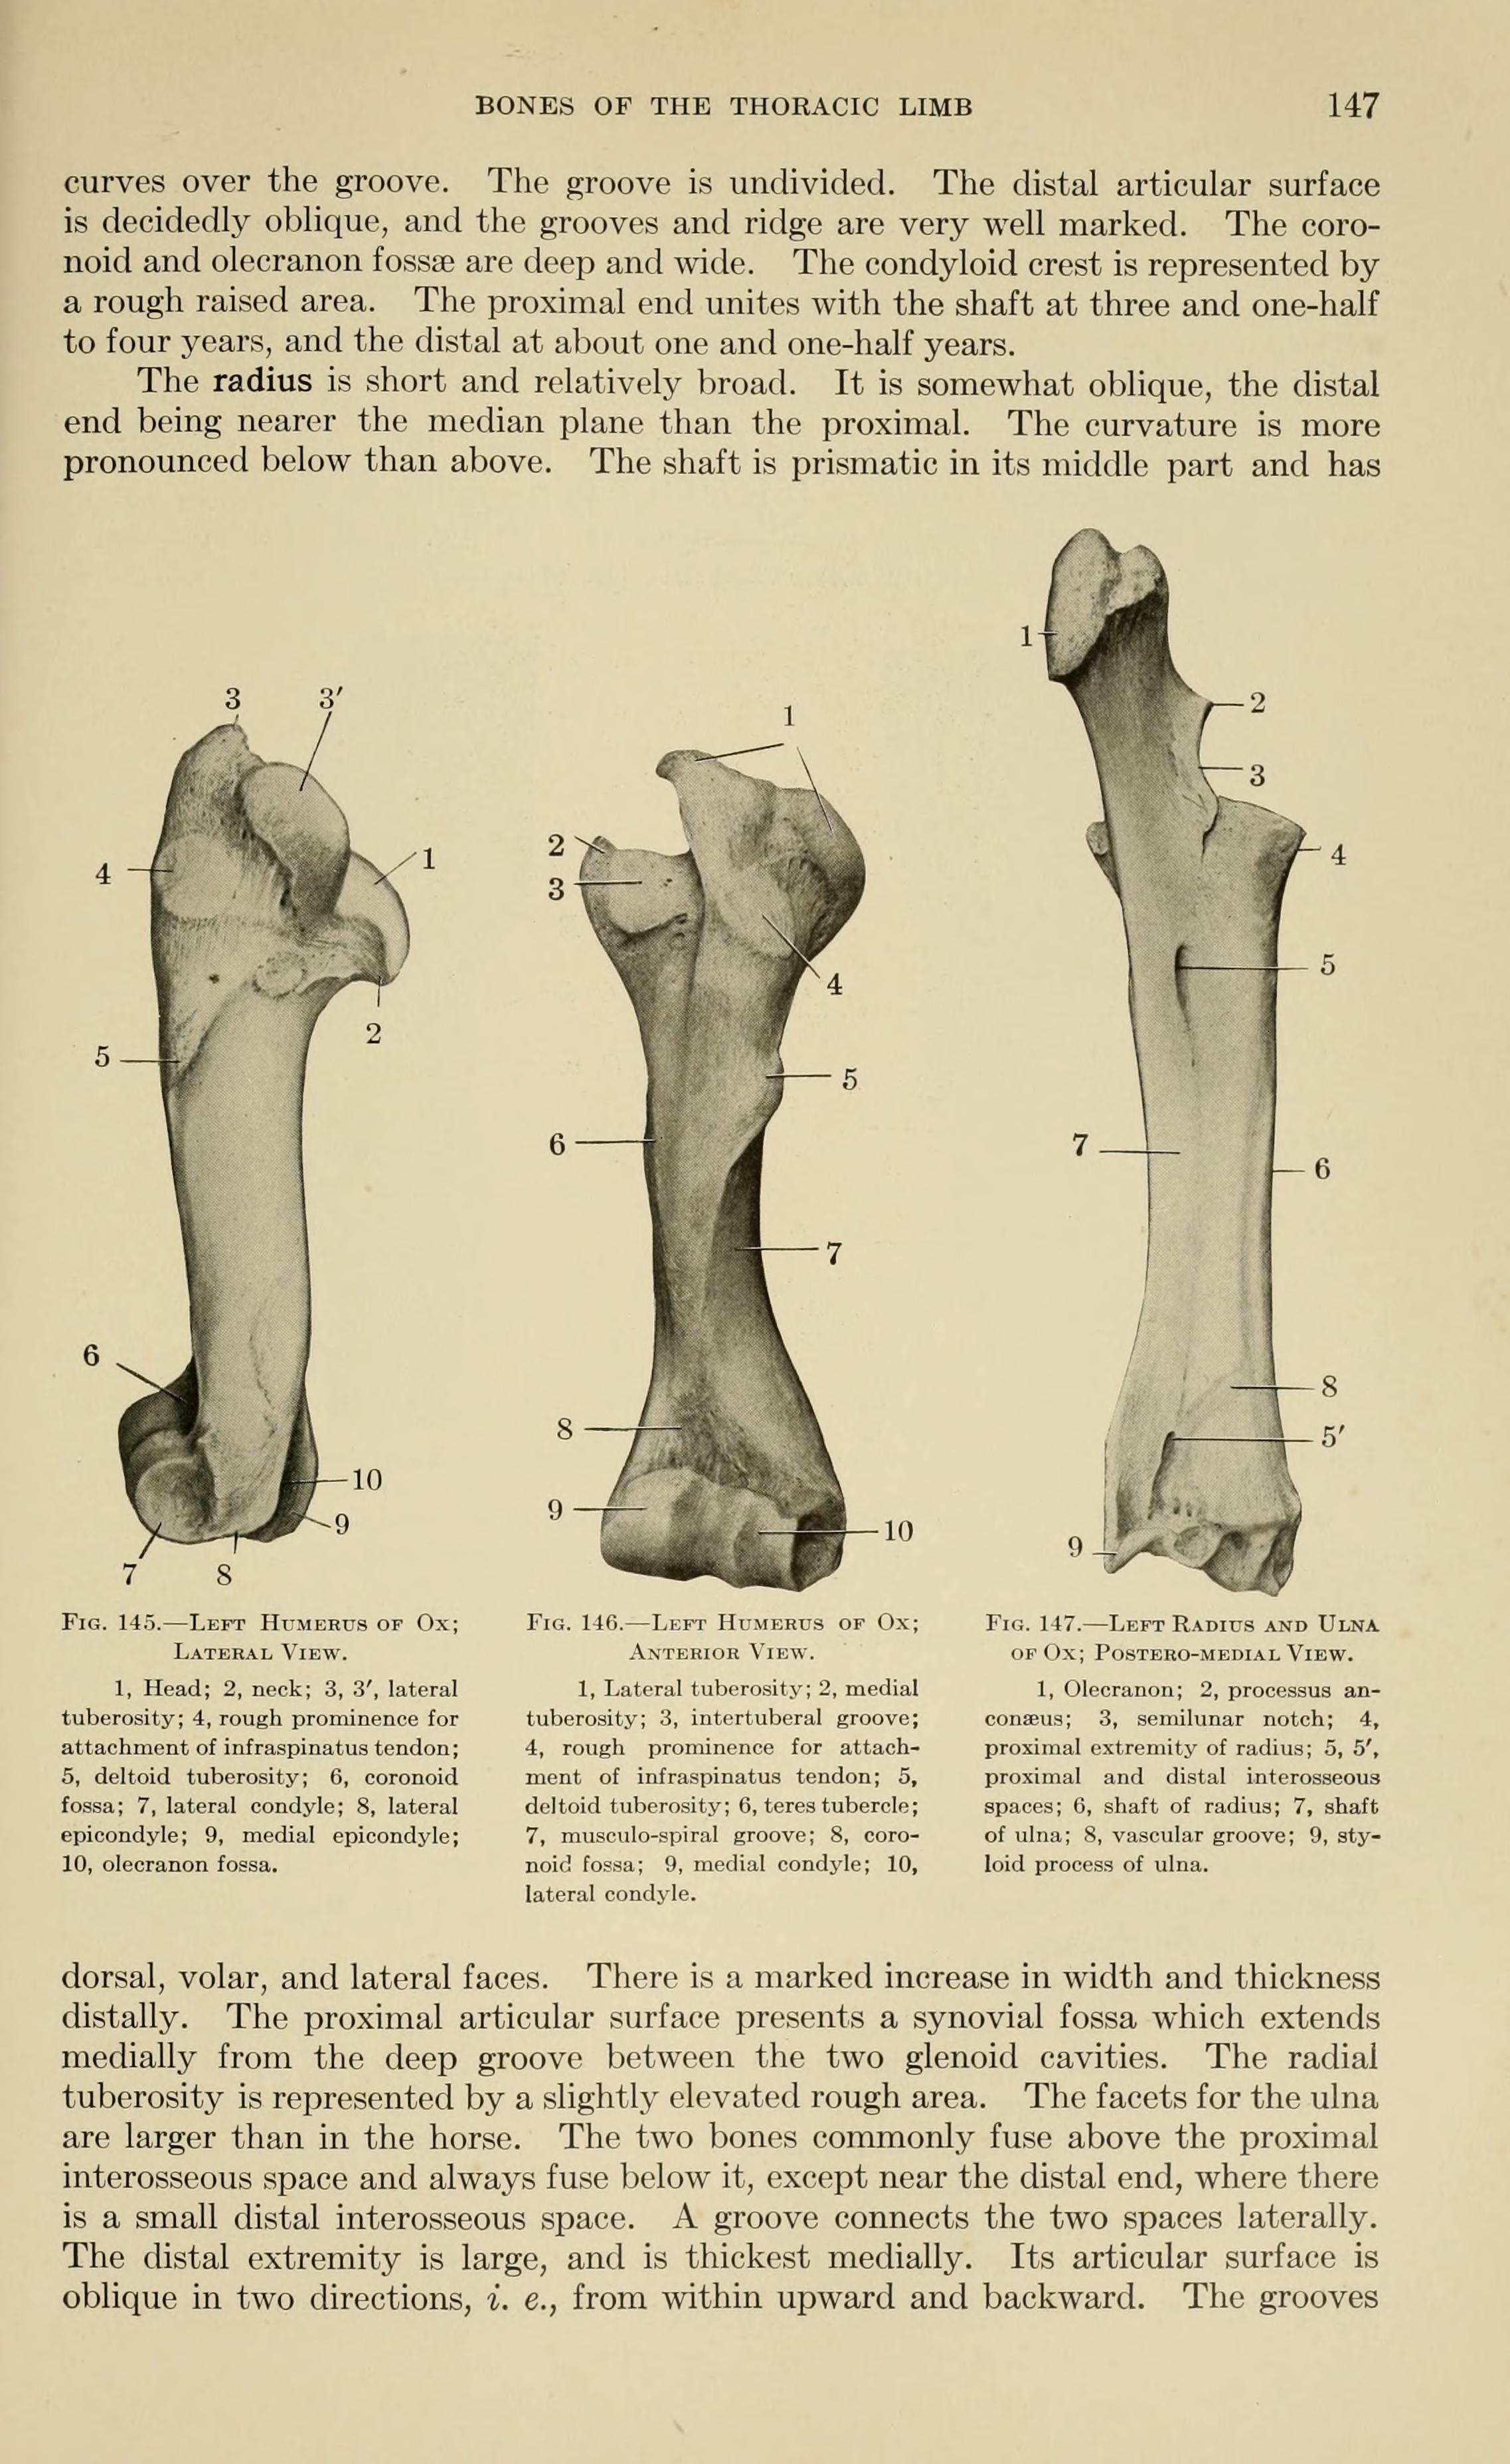 BONES OF THE THORACIC LIMB 147
curves over the groove. The groove is undivided. The distal articular surface
is decidedly oblique, and the grooves and ridge are very well marked. The coro-
noid and olecranon fossæ are deep and wide. The condyloid crest is represented by
a rough raised area. The proximal end unites with the shaft at three and one-half
to four years, and the distal at about one and one-half years.
The radius is short and relatively broad. It is somewhat oblique, the distal
end being nearer the median plane than the proximal. The curvature is more
pronounced below than above. The shaft is prismatic in its middle part and has
3 3′
4
1
2
5
6
10
9
7 8
1
2
3
4
5
6
7
8
9
10
1
2
3
4
5
7
6
8
5′
9
Fig. 145.—Left Humerus of Ox;
Lateral View.
1, Head; 2, neck; 3, 3′, lateral
tuberosity; 4, rough prominence for
attachment of infraspinatus tendon;
5, deltoid tuberosity; 6, coronoid
fossa; 7, lateral condyle; 8, lateral
epicondyle; 9, medial epicondyle;
10, olecranon fossa.
Fig. 146.—Left Humerus of Ox;
Anterior View.
1, Lateral tuberosity; 2, medial
tuberosity; 3, intertuberal groove;
4, rough prominence for attach-
ment of infraspinatus tendon; 5,
deltoid tuberosity; 6, teres tubercle;
7, musculo-spiral groove; 8, coro-
noid fossa; 9, medial condyle; 10,
lateral condyle.
Fig. 147.—Left Radius and Ulna
of Ox; Postero-medial View.
1, Olecranon; 2, processus an-
conæus; 3, semilunar notch; 4,
proximal extremity of radius; 5, 5′,
proximal and distal interosseous
spaces; 6, shaft of radius; 7, shaft
of ulna; 8, vascular groove; 9, sty-
loid process of ulna.
dorsal, volar, and lateral faces. There is a marked increase in width and thickness
distally. The proximal articular surface presents a synovial fossa which extends
medially from the deep groove between the two glenoid cavities. The radial
tuberosity is represented by a slightly elevated rough area. The facets for the ulna
are larger than in the horse. The two bones commonly fuse above the proximal
interosseous space and always fuse below it, except near the distal end, where there
is a small distal interosseous space. A groove connects the two spaces laterally.
The distal extremity is large, and is thickest medially. Its articular surface is
oblique in two directions, i. e., from within upward and backward. The grooves